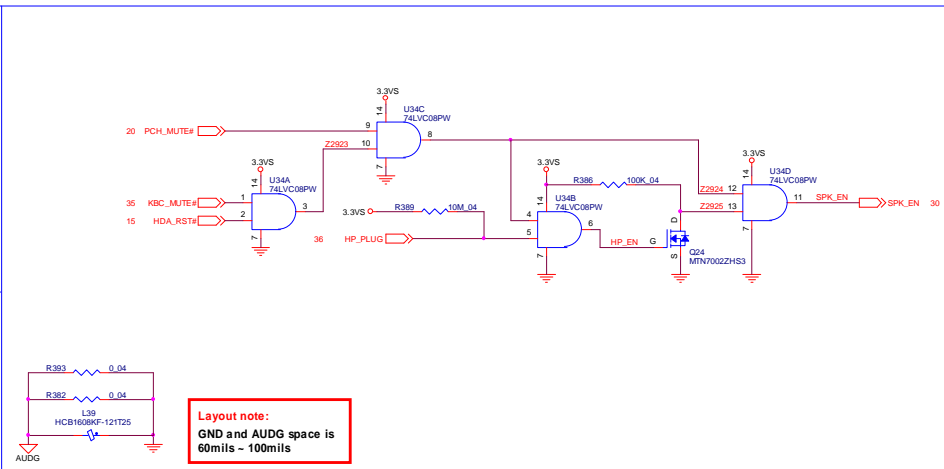 3.3VS
14
U34C
74LVC08PW
20 PCH_MUTE#
9
Z2923
10
8
7
3.3VS
U34A
74LVC08PW
14
35 KBC_MUTE#
1
3
15 HDA_RST#
2
7
3.3VS
R389
10M_04
36 HP_PLUG
3.3VS
14
U34B
74LVC08PW
4
5
6
7
R386
100K_04
HP_EN
G
D
S
Q24
MTN7002ZHS3
3.3VS
14
U34D
74LVC08PW
Z2924
12
Z2925
13
11
SPK_EN
SPK_EN 30
7
R393
0_04
R382
0_04
L39
HCB1608KF-121T25
AUDG
Layout note:
GND and AUDG space is
60mils ~ 100mils